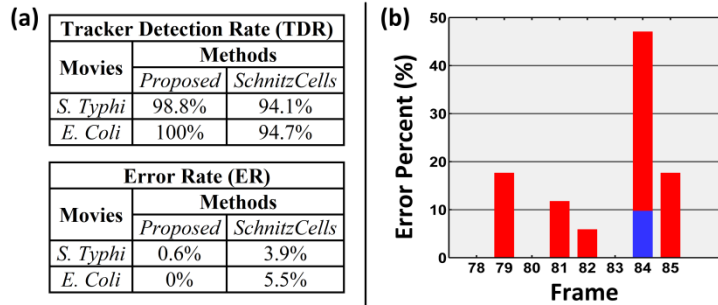 (a)
Tracker Detection Rate (TDR)
Movies
Methods
Proposed SchnitzCells
S. Typhi 98.8% 94.1%
E. Coli 100% 94.7%
Error Rate (ER)
Movies
Methods
Proposed SchnitzCells
S. Typhi 0.6% 3.9%
E. Coli 0% 5.5%
(b)
Error Percent (%)
50
40
30
20
10
0
78 79 80 81 82 83 84 85
Frame